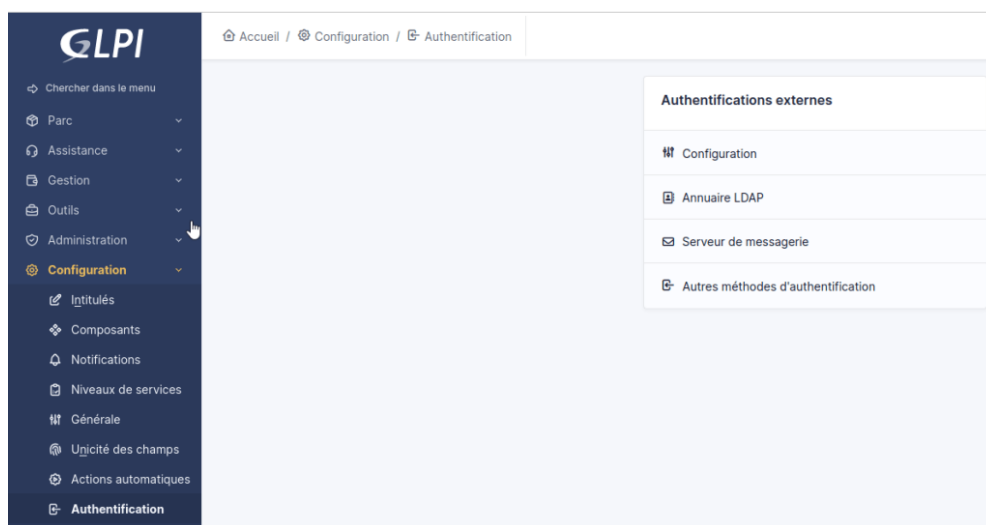 GLPI
Accueil / Configuration / Authentification
Chercher dans le menu
Parc
Assistance
Gestion
Outils
Administration
Configuration
Intitulés
Composants
Notifications
Niveaux de services
Générale
Unicité des champs
Actions automatiques
Authentification
Authentifications externes
Configuration
Annuaire LDAP
Serveur de messagerie
Autres méthodes d'authentification